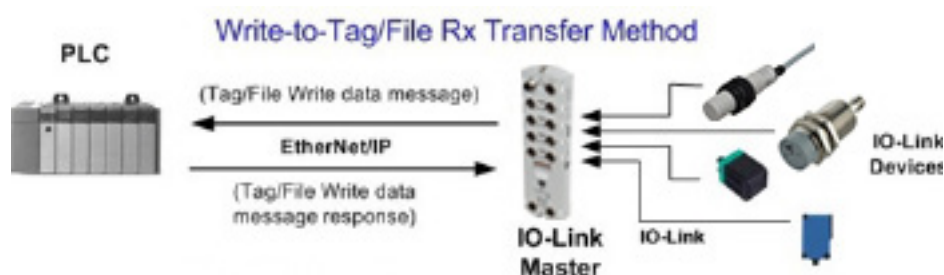 Write-to-Tag/File Rx Transfer Method
PLC
(Tag/File Write data message)
EtherNet/IP
(Tag/File Write data
message response)
IO-Link
Master
IO-Link
IO-Link
Devices